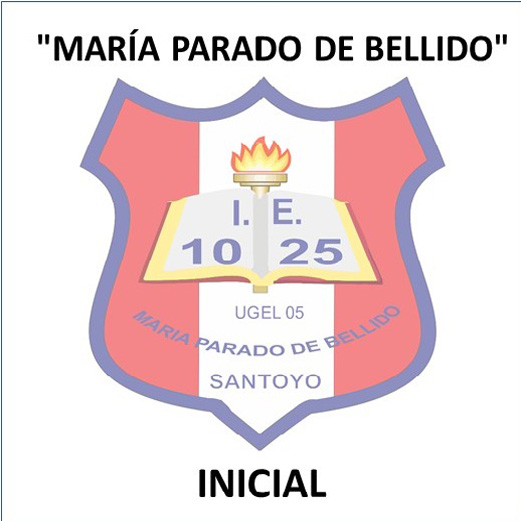 "MARÍA PARADO DE BELLIDO"
I. E.
10 25
UGEL 05
MARIA PARADO DE BELLIDO
SANTOYO
INICIAL